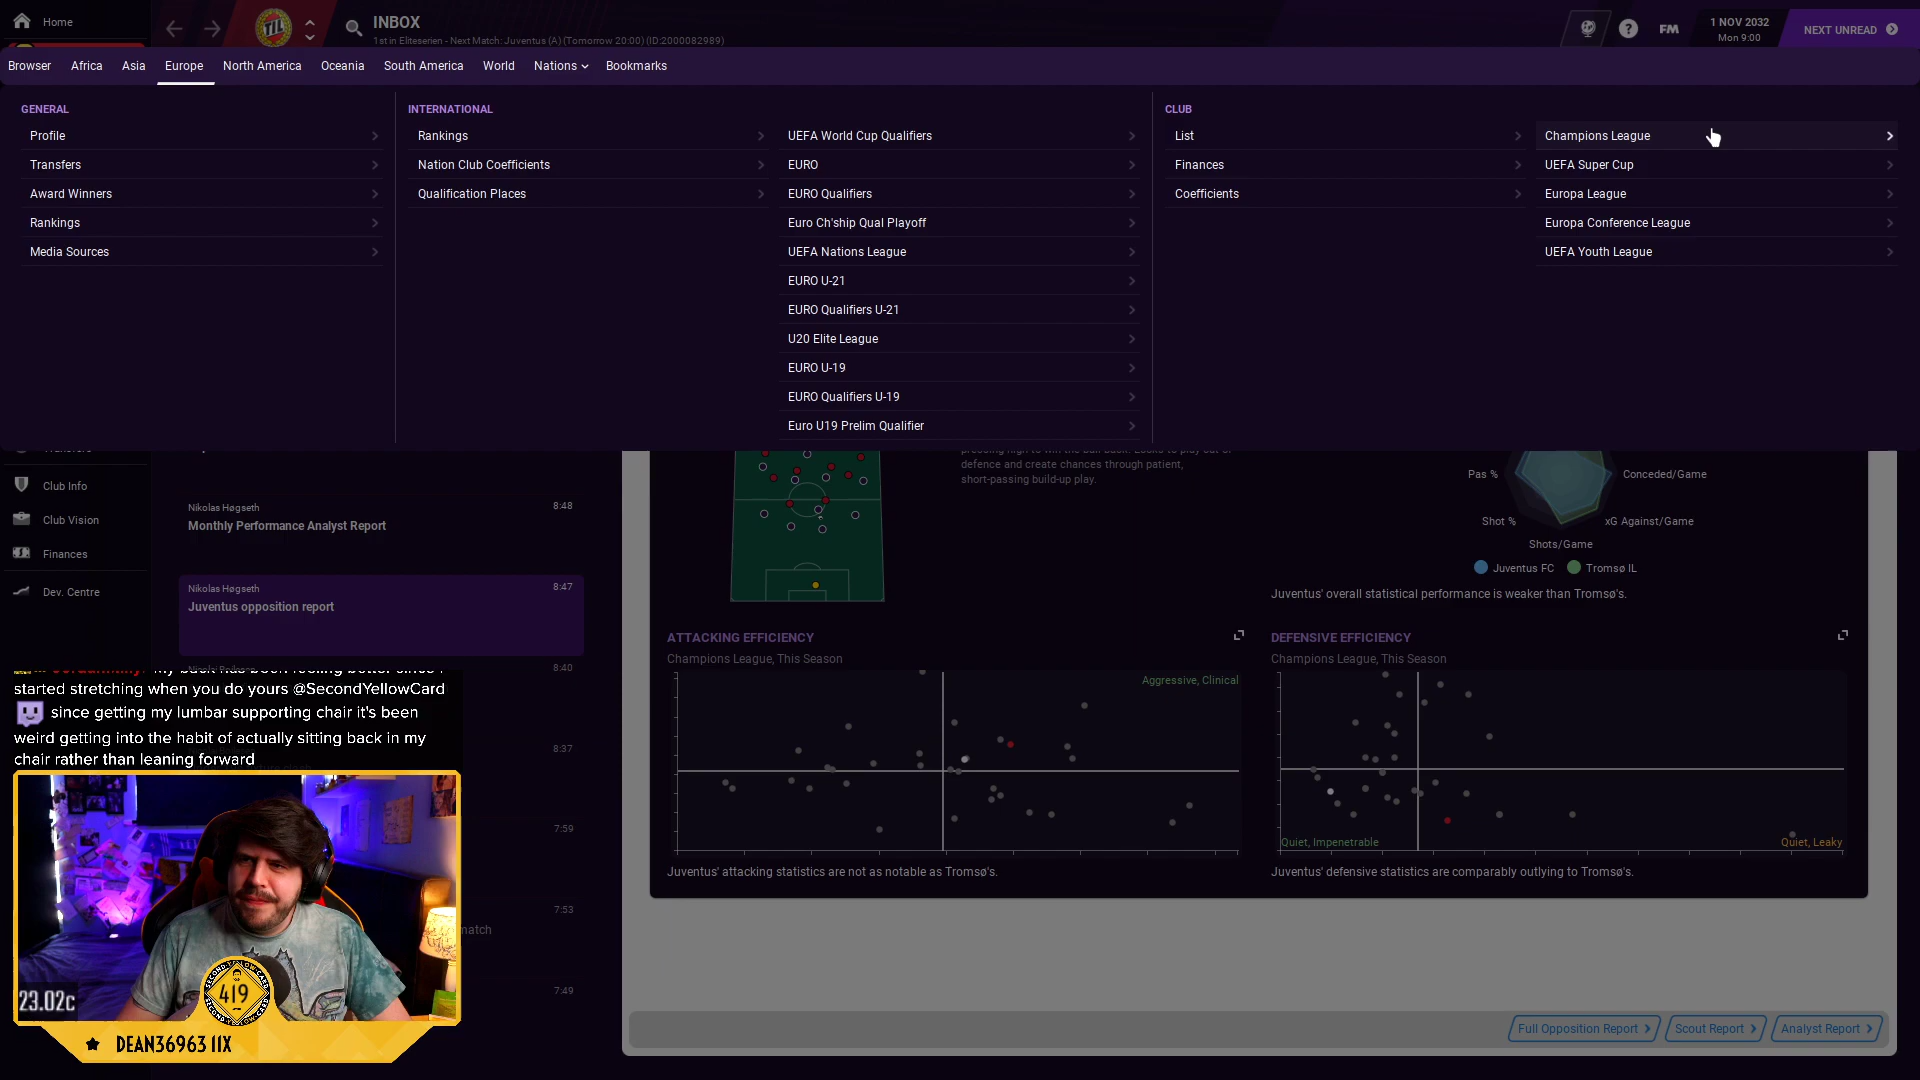 Home
INBOX
1st in Eliteserien - Next Match: Juventus (A) (Tomorrow 20:00) (ID:2000082989)
FM
1 NOV 2032
Mon 9:00
NEXT UNREAD
Browser
Africa
Asia
Europe
North America
Oceania
South America
World
Nations
Bookmarks
GENERAL
Profile
Transfers
Award Winners
Rankings
Media Sources
INTERNATIONAL
Rankings
Nation Club Coefficients
Qualification Places
UEFA World Cup Qualifiers
EURO
EURO Qualifiers
Euro Ch'ship Qual Playoff
UEFA Nations League
EURO U-21
EURO Qualifiers U-21
U20 Elite League
EURO U-19
EURO Qualifiers U-19
Euro U19 Prelim Qualifier
CLUB
List
Finances
Coefficients
Champions League
UEFA Super Cup
Europa League
Europa Conference League
UEFA Youth League
Club Info
Club Vision
Finances
Dev. Centre
Nikolas Høgseth
8:48
Monthly Performance Analyst Report
Nikolas Høgseth
8:47
Juventus opposition report
8:40
8:37
7:59
7:53
match
7:49
defence and create chances through patient,
short-passing build-up play.
Pas %
Conceded/Game
Shot %
xG Against/Game
Shots/Game
Juventus FC
Tromsø IL
Juventus' overall statistical performance is weaker than Tromsø's.
ATTACKING EFFICIENCY
Champions League, This Season
Aggressive, Clinical
Juventus' attacking statistics are not as notable as Tromsø's.
DEFENSIVE EFFICIENCY
Champions League, This Season
Quiet, Impenetrable
Quiet, Leaky
Juventus' defensive statistics are comparably outlying to Tromsø's.
Full Opposition Report
Scout Report
Analyst Report
started stretching when you do yours @SecondYellowCard
since getting my lumbar supporting chair it's been
weird getting into the habit of actually sitting back in my
chair rather than leaning forward
23.02c
SECOND YELLOW CARD
419
DEAN36963 11X